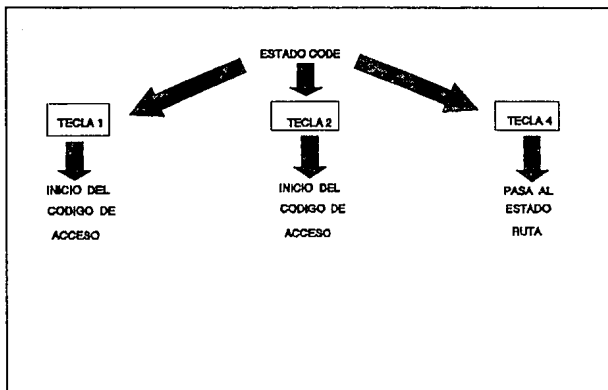 ESTADO CODE
TECLA 1
TECLA 2
TECLA 4
INICIO DEL
CODIGO DE
ACCESO
INICIO DEL
CODIGO DE
ACCESO
PASA AL
ESTADO
RUTA